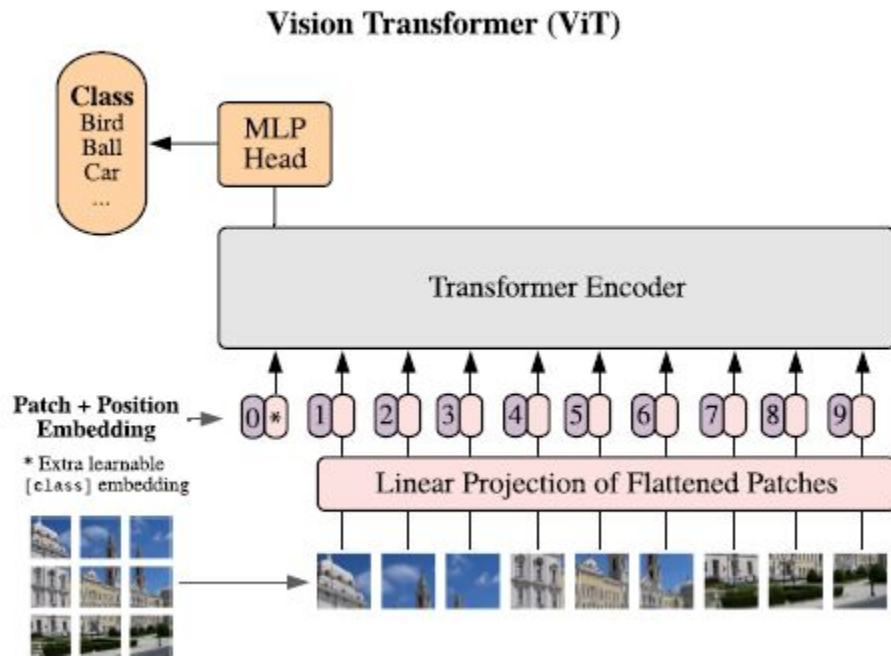 Vision Transformer (ViT)
Class
Bird
Ball
Car
...
MLP
Head
Transformer Encoder
Patch + Position
Embedding
0 * 1 2 3 4 5 6 7 8 9
* Extra learnable
[class] embedding
Linear Projection of Flattened Patches